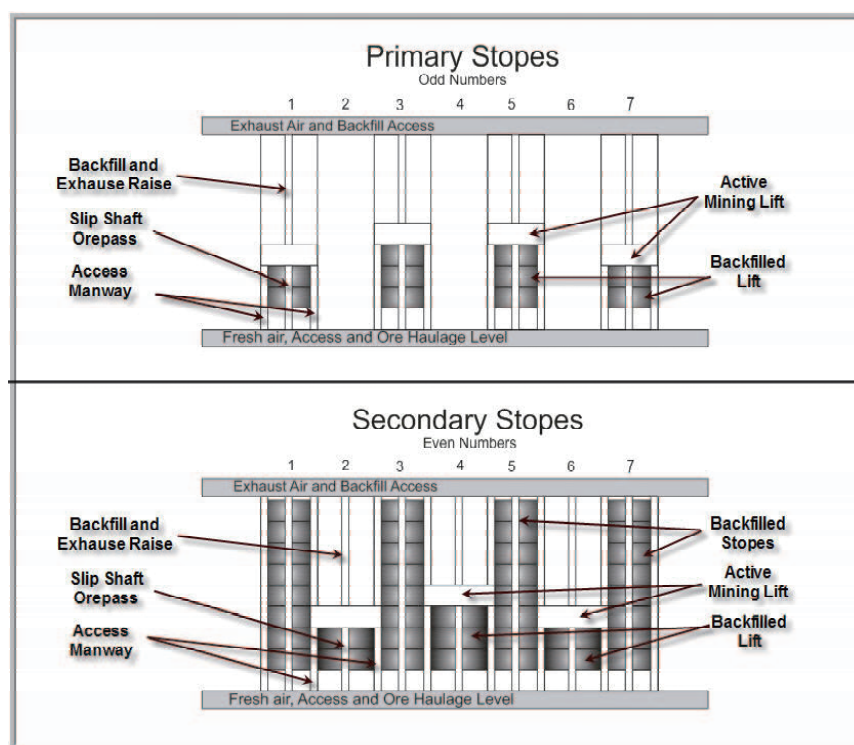 Primary Stopes
Odd Numbers
1 2 3 4 5 6 7
Exhaust Air and Backfill Access
Backfill and
Exhause Raise
Slip Shaft
Orepass
Access
Manway
Active
Mining Lift
Backfilled
Lift
Fresh air, Access and Ore Haulage Level
Secondary Stopes
Even Numbers
1 2 3 4 5 6 7
Exhaust Air and Backfill Access
Backfill and
Exhause Raise
Slip Shaft
Orepass
Access
Manway
Backfilled
Stopes
Active
Mining Lift
Backfilled
Lift
Fresh air, Access and Ore Haulage Level